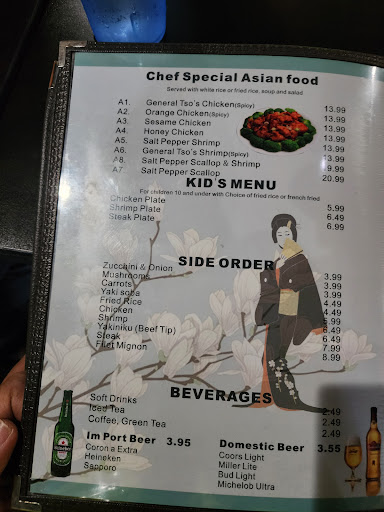 Chef Special Asian food
Served with white rice or fried rice, soup and salad
A1. General Tso's Chicken(Spicy) 13.99
A2. Orange Chicken(Spicy) 13.99
A3. Sesame Chicken 13.99
A4. Honey Chicken 13.99
A5. Salt Pepper Shrimp 13.99
A6. General Tso's Shrimp(Spicy) 13.99
A8. Salt Pepper Scallop & Shrimp 19.99
A7. Salt Pepper Scallop 20.99
KID'S MENU
For children 10 and under with Choice of fried rice or french fried
Chicken Plate 5.99
Shrimp Plate 6.49
Steak Plate 6.99
SIDE ORDER
Zucchini & Onion 3.99
Mushrooms 3.99
Carrots 3.99
Yaki soba 4.99
Fried Rice 4.99
Chicken 5.99
Shrimp 6.49
Yakiniku (Beef Tip) 6.49
Steak 7.99
Filet Mignon 8.99
BEVERAGES
Soft Drinks 2.49
Iced Tea 2.49
Coffee, Green Tea 2.49
Im Port Beer 3.95
Corona Extra
Heineken
Sapporo
Domestic Beer 3.55
Coors Light
Miller Lite
Bud Light
Michelob Ultra